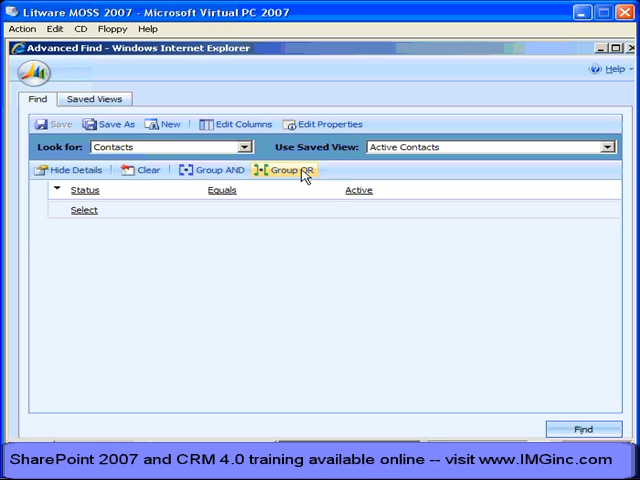 Litware MOSS 2007 - Microsoft Virtual PC 2007
Action Edit CD Floppy Help
Advanced Find - Windows Internet Explorer
Help
Find Saved Views
Save Save As New Edit Columns Edit Properties
Look for: Contacts Use Saved View: Active Contacts
Hide Details Clear Group AND Group OR
Status Equals Active
Select
Find
SharePoint 2007 and CRM 4.0 training available online -- visit www.IMGinc.com